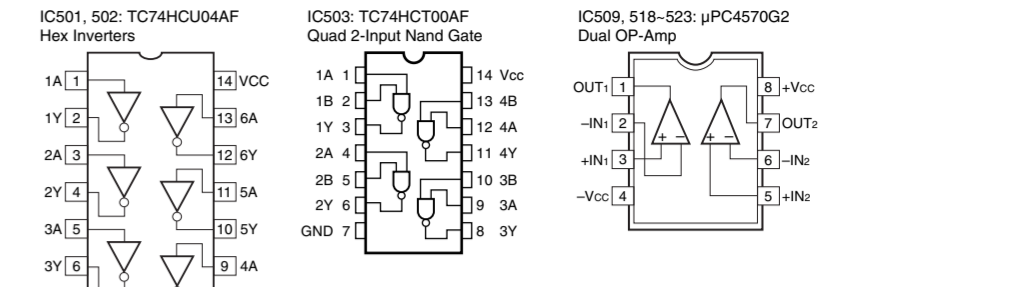 IC501, 502: TC74HCU04AF
Hex Inverters
1A 1
1Y 2
2A 3
2Y 4
3A 5
3Y 6
14 VCC
13 6A
12 6Y
11 5A
10 5Y
9 4A
IC503: TC74HCT00AF
Quad 2-Input Nand Gate
1A 1
1B 2
1Y 3
2A 4
2B 5
2Y 6
GND 7
14 Vcc
13 4B
12 4A
11 4Y
10 3B
9 3A
8 3Y
IC509, 518~523: µPC4570G2
Dual OP-Amp
OUT1 1
–IN1 2
+IN1 3
–VCC 4
8 +VCC
7 OUT2
6 –IN2
5 +IN2
+ –
+ –